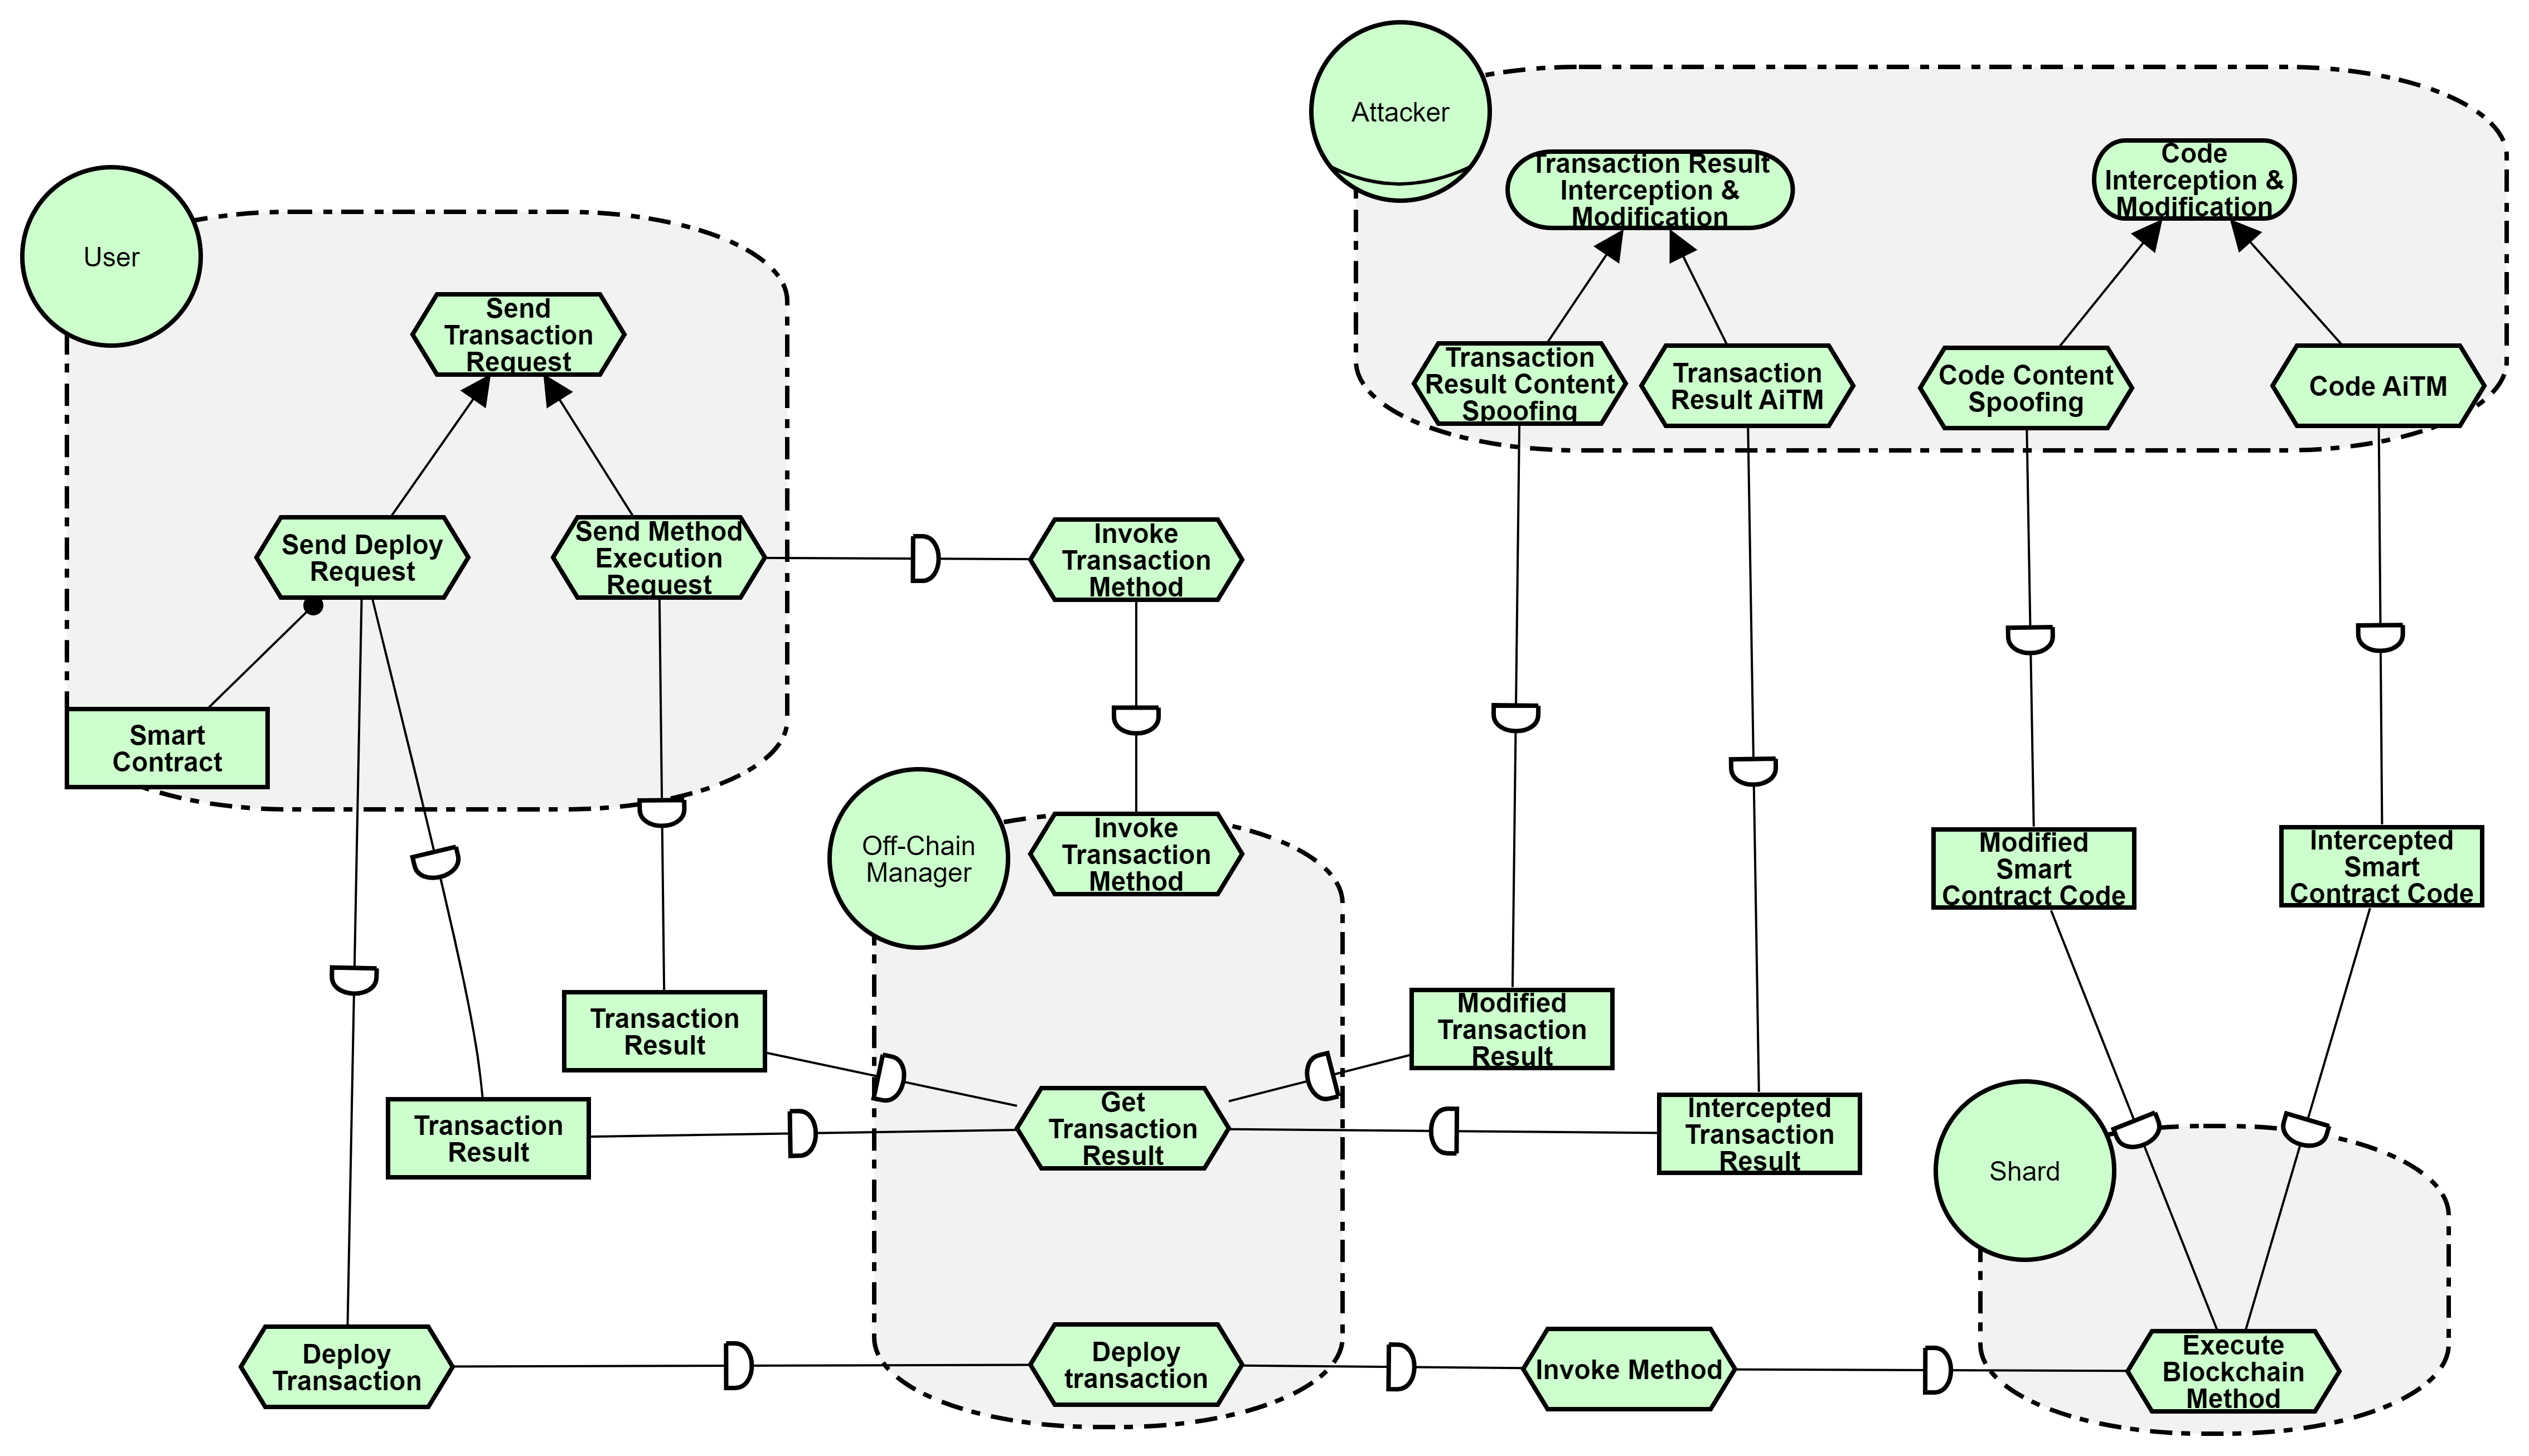 Attacker
Transaction Result
Interception &
Modification
Code
Interception &
Modification
User
Send
Transaction
Request
Transaction
Result Content
Spoofing
Transaction
Result AiTM
Code Content
Spoofing
Code AiTM
Send Deploy
Request
Send Method
Execution
Request
Invoke
Transaction
Method
Smart
Contract
Off-Chain
Manager
Invoke
Transaction
Method
Modified
Smart
Contract Code
Intercepted
Smart
Contract Code
Transaction
Result
Modified
Transaction
Result
Transaction
Result
Get
Transaction
Result
Intercepted
Transaction
Result
Shard
Deploy
Transaction
Deploy
transaction
Invoke Method
Execute
Blockchain
Method